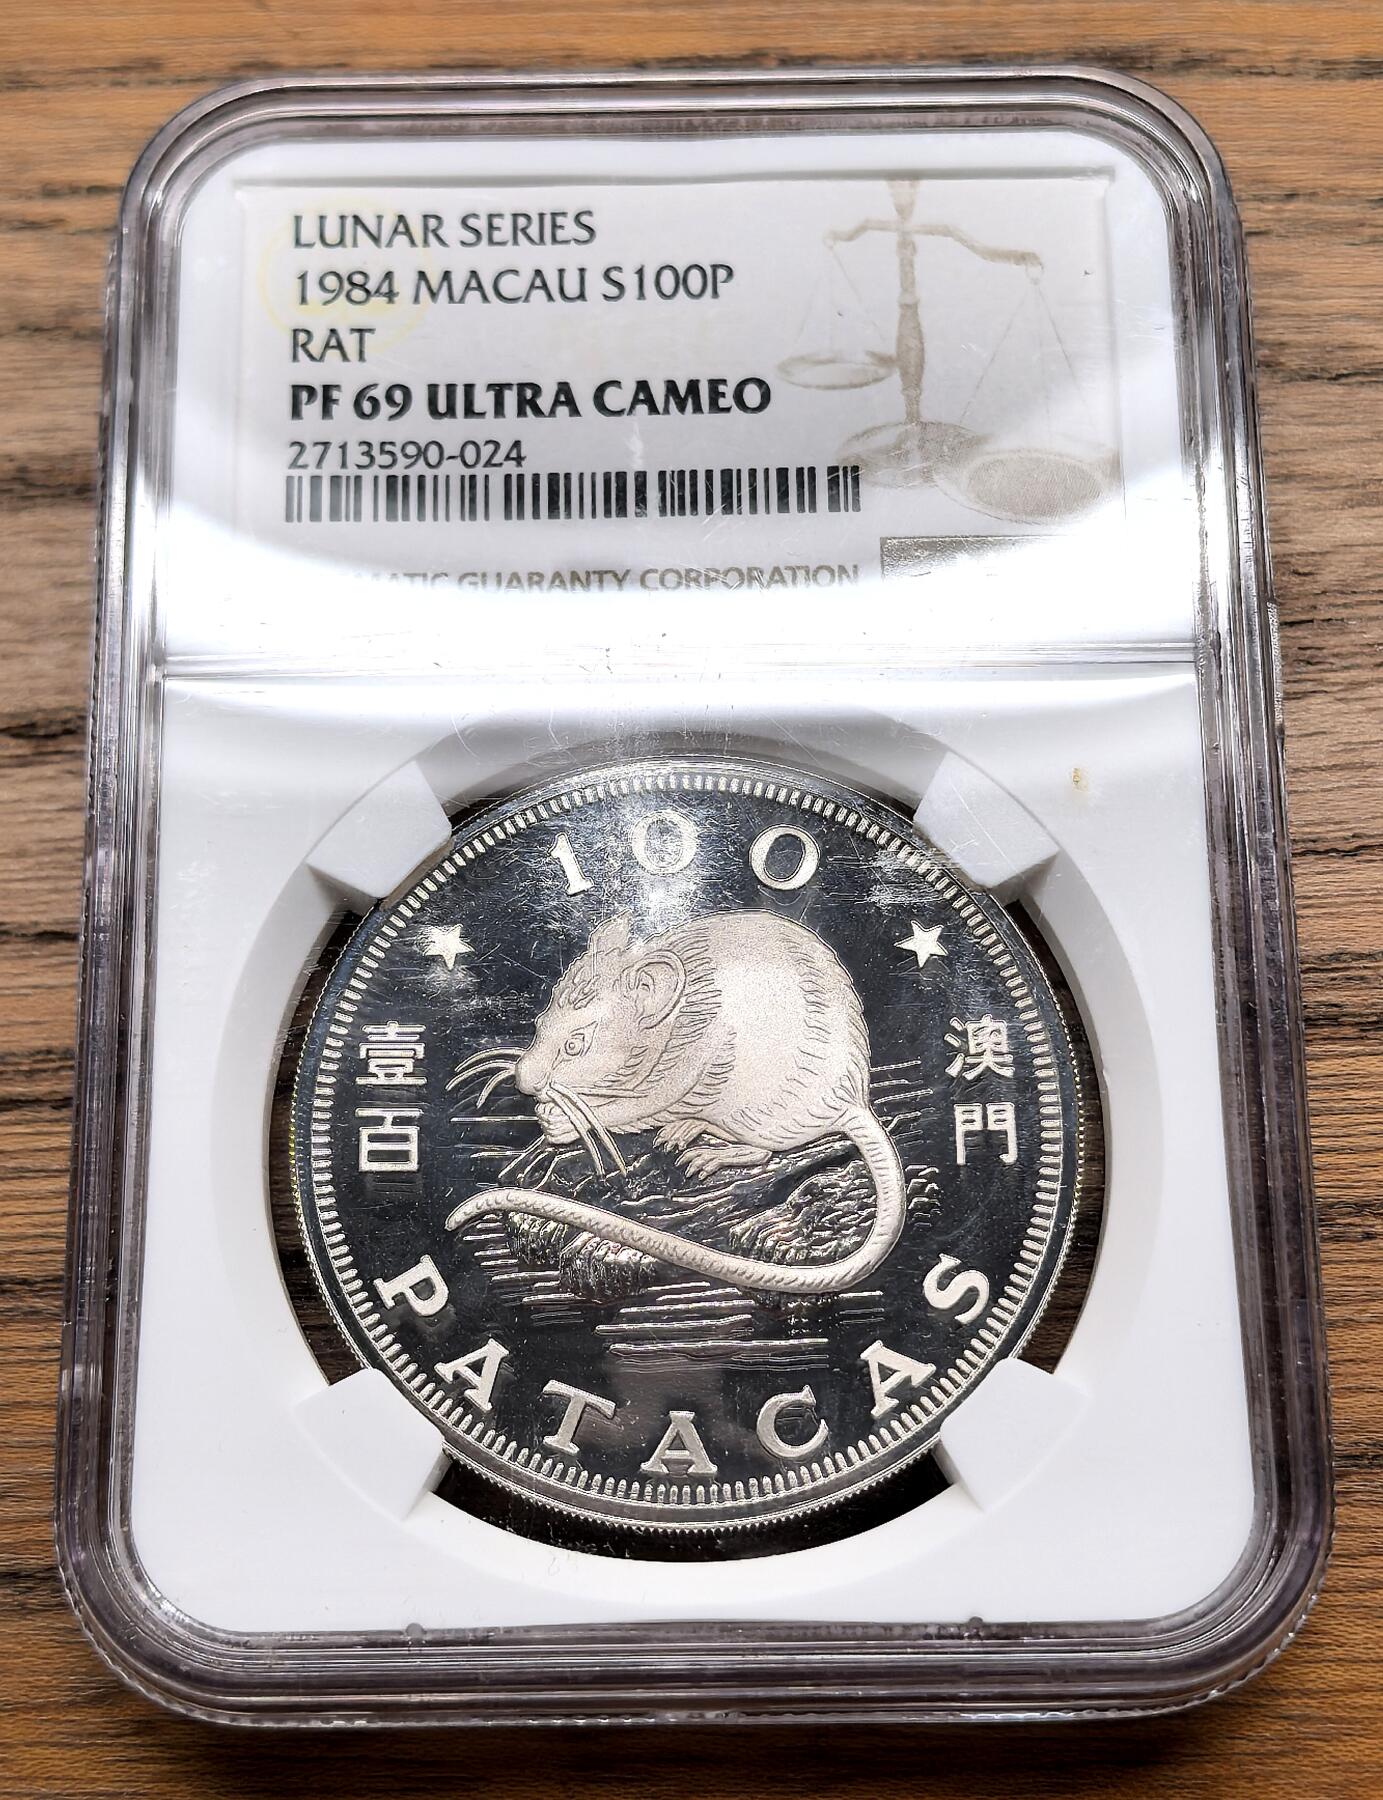 LUNAR SERIES
1984 MACAU S100P
RAT
PF 69 ULTRA CAMEO
2713590-024
GUARANTY CORPORATION
100
壹百
澳門
PATACAS